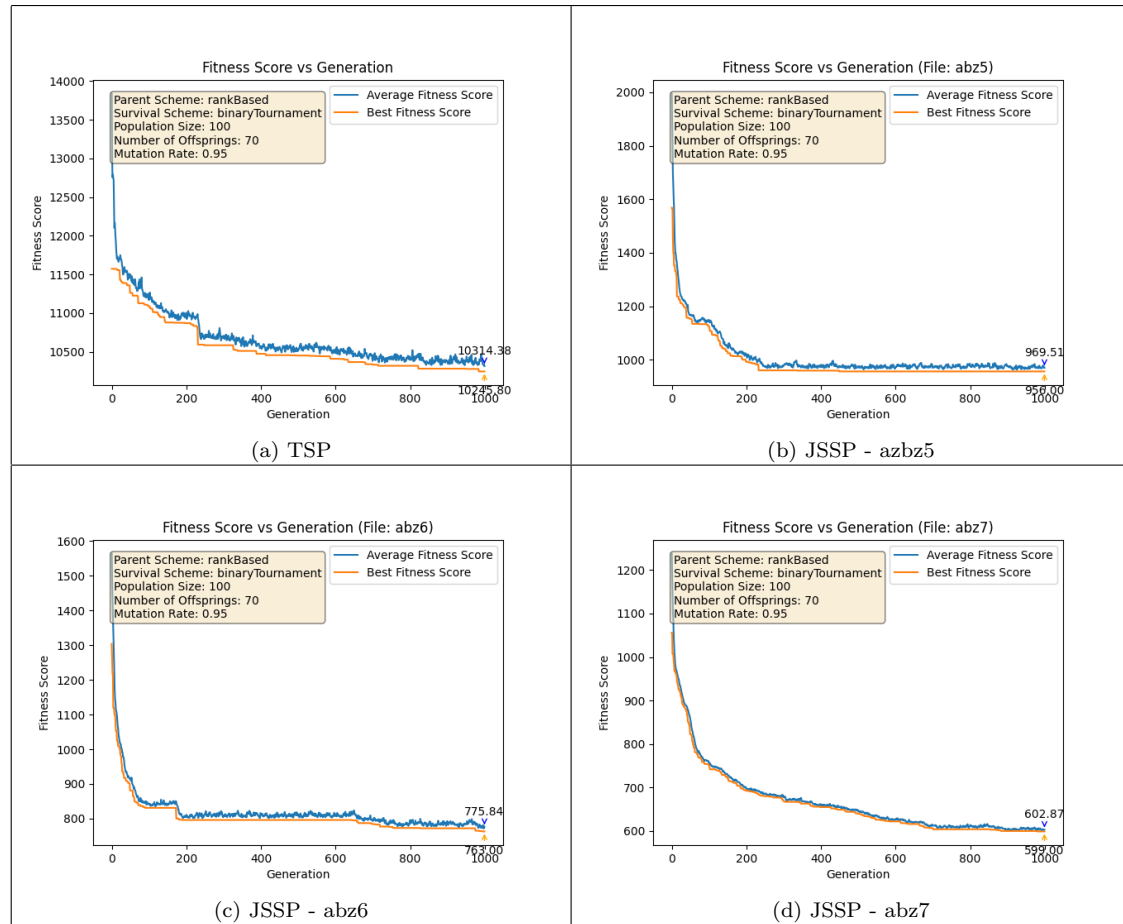 Fitness Score vs Generation
14000
13000
12500
12000
11500
11000
10500
Fitness Score
Parent Scheme: rankBased
Survival Scheme: binaryTournament
Population Size: 100
Number of Offsprings: 70
Mutation Rate: 0.95
Average Fitness Score
Best Fitness Score
10314.38
10245.80
0 200 400 600 800 1000
Generation
(a) TSP
Fitness Score vs Generation (File: abz5)
2000
1800
1600
1400
1200
1000
Fitness Score
Parent Scheme: rankBased
Survival Scheme: binaryTournament
Population Size: 100
Number of Offsprings: 70
Mutation Rate: 0.95
Average Fitness Score
Best Fitness Score
969.51
956.00
0 200 400 600 800 1000
Generation
(b) JSSP - azbz5
Fitness Score vs Generation (File: abz6)
1600
1500
1400
1300
1200
1100
1000
900
800
Fitness Score
Parent Scheme: rankBased
Survival Scheme: binaryTournament
Population Size: 100
Number of Offsprings: 70
Mutation Rate: 0.95
Average Fitness Score
Best Fitness Score
775.84
763.00
0 200 400 600 800 1000
Generation
(c) JSSP - abz6
Fitness Score vs Generation (File: abz7)
1200
1100
1000
900
800
700
600
Fitness Score
Parent Scheme: rankBased
Survival Scheme: binaryTournament
Population Size: 100
Number of Offsprings: 70
Mutation Rate: 0.95
Average Fitness Score
Best Fitness Score
602.87
599.00
0 200 400 600 800 1000
Generation
(d) JSSP - abz7